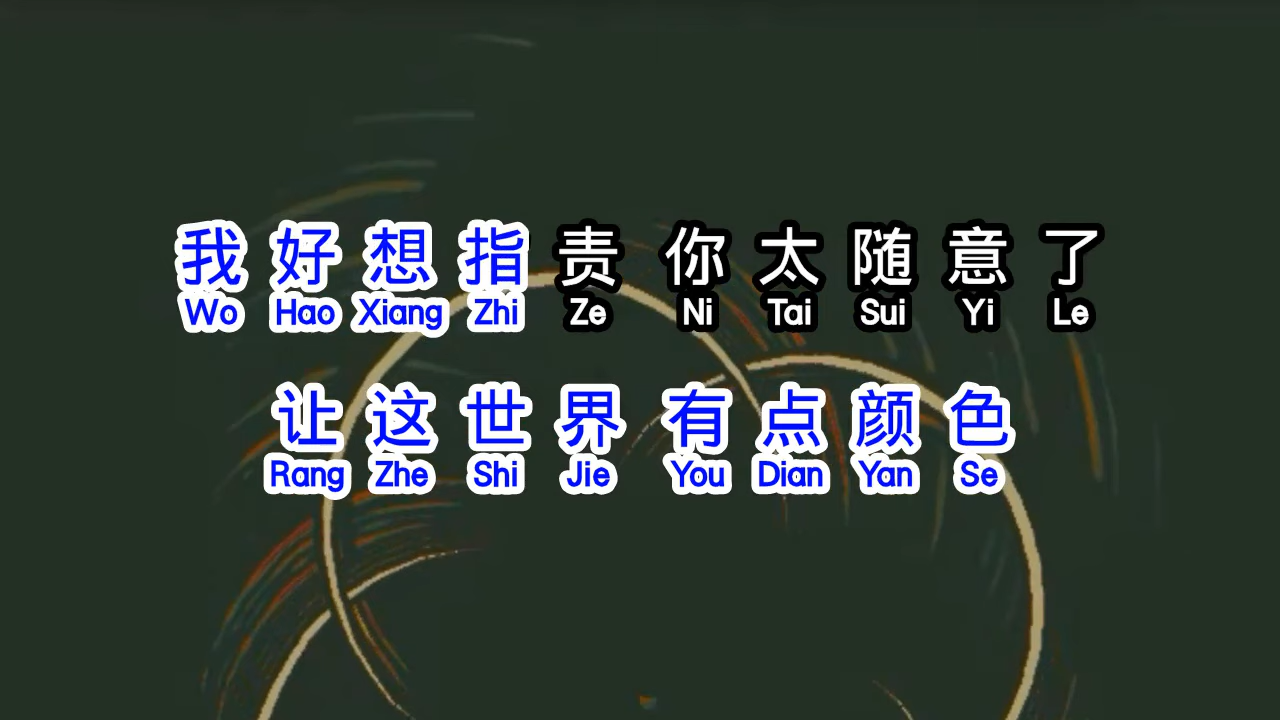 我 好 想 指 责 你 太 随 意 了
Wo Hao Xiang Zhi Ze Ni Tai Sui Yi Le
让 这 世 界 有 点 颜 色
Rang Zhe Shi Jie You Dian Yan Se